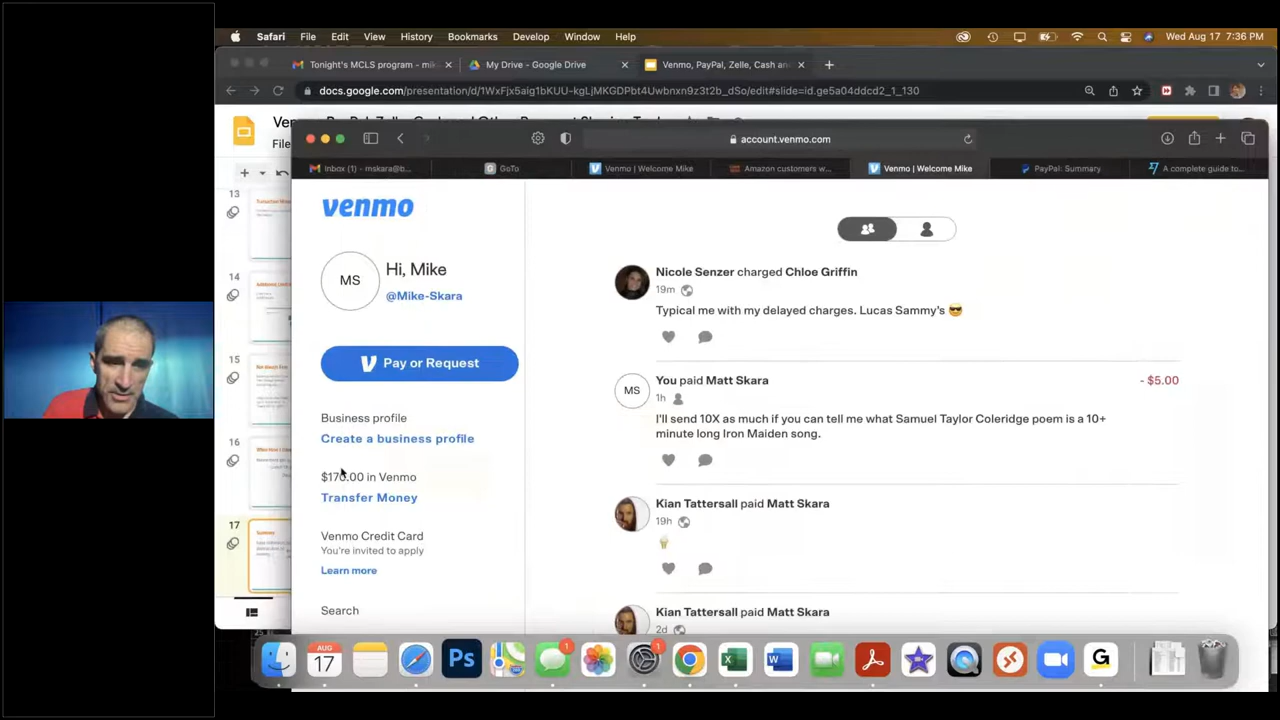 Safari File Edit View History Bookmarks Develop Window Help Wed Aug 17 7:36 PM
Tonight's MCLS program - mik
My Drive - Google Drive
Venmo, PayPal, Zelle, Cash and
docs.google.com/presentation/d/1WxFjx5aig1bKUU-kgLjMKGDPbt4Uwbnxn9z3t2b_dSo/edit#slide=id.ge5a04ddcd2_1_130
File
account.venmo.com
Inbox (1) - mskara@b...
GoTo
Venmo | Welcome Mike
Amazon customers w...
Venmo | Welcome Mike
PayPal: Summary
A complete guide to...
13
14
15
16
17
Summary
venmo
MS
Hi, Mike
@Mike-Skara
V Pay or Request
Business profile
Create a business profile
$170.00 in Venmo
Transfer Money
Venmo Credit Card
You're invited to apply
Learn more
Search
Nicole Senzer charged Chloe Griffin
19m
Typical me with my delayed charges. Lucas Sammy's 😎
MS
You paid Matt Skara - $5.00
1h
I'll send 10X as much if you can tell me what Samuel Taylor Coleridge poem is a 10+
minute long Iron Maiden song.
Kian Tattersall paid Matt Skara
19h
Kian Tattersall paid Matt Skara
2d
AUG
17
Ps
1
1
X
W
G